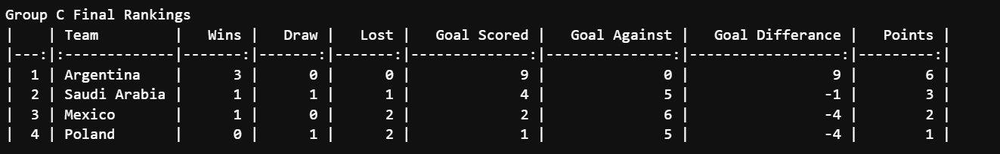 Group C Final Rankings
|    | Team         |   Wins |   Draw |   Lost |   Goal Scored |   Goal Against |   Goal Differance |   Points |
|---:|:-------------|-------:|-------:|-------:|--------------:|---------------:|------------------:|---------:|
|  1 | Argentina    |      3 |      0 |      0 |             9 |              0 |                 9 |        6 |
|  2 | Saudi Arabia |      1 |      1 |      1 |             4 |              5 |                -1 |        3 |
|  3 | Mexico       |      1 |      0 |      2 |             2 |              6 |                -4 |        2 |
|  4 | Poland       |      0 |      1 |      2 |             1 |              5 |                -4 |        1 |